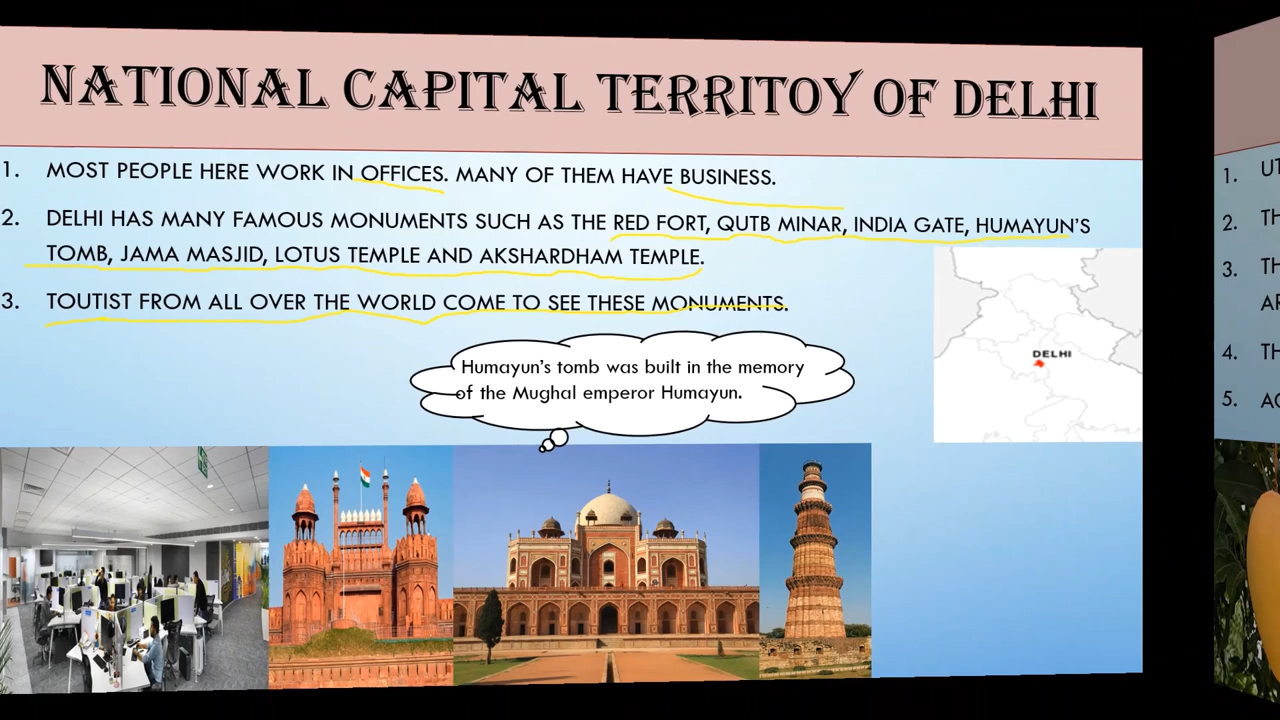 NATIONAL CAPITAL TERRITOY OF DELHI
1. MOST PEOPLE HERE WORK IN OFFICES. MANY OF THEM HAVE BUSINESS.
2. DELHI HAS MANY FAMOUS MONUMENTS SUCH AS THE RED FORT, QUTB MINAR, INDIA GATE, HUMAYUN'S
TOMB, JAMA MASJID, LOTUS TEMPLE AND AKSHARDHAM TEMPLE.
3. TOUTIST FROM ALL OVER THE WORLD COME TO SEE THESE MONUMENTS.
Humayun's tomb was built in the memory
of the Mughal emperor Humayun.
DELHI
1.
2.
3.
4.
5.